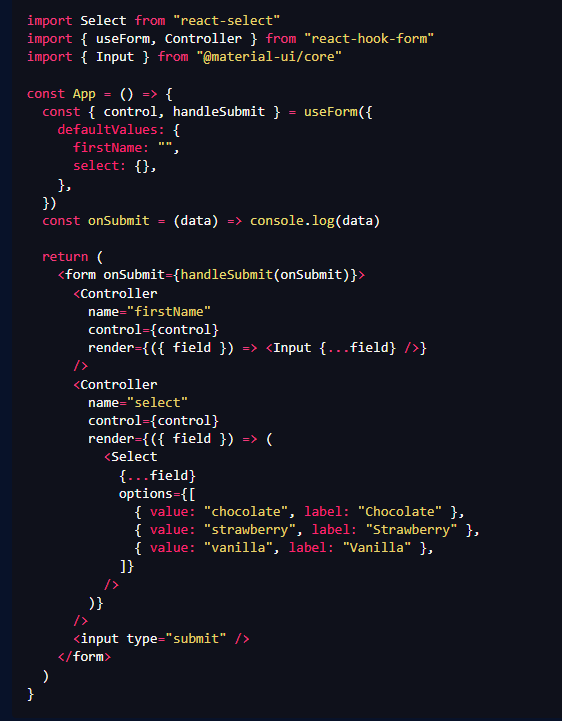 import Select from "react-select"
import { useForm, Controller } from "react-hook-form"
import { Input } from "@material-ui/core"

const App = () => {
  const { control, handleSubmit } = useForm({
    defaultValues: {
      firstName: "",
      select: {},
    },
  })
  const onSubmit = (data) => console.log(data)

  return (
    <form onSubmit={handleSubmit(onSubmit)}>
      <Controller
        name="firstName"
        control={control}
        render={({ field }) => <Input {...field} />}
      />
      <Controller
        name="select"
        control={control}
        render={({ field }) => (
          <Select
            {...field}
            options={[
              { value: "chocolate", label: "Chocolate" },
              { value: "strawberry", label: "Strawberry" },
              { value: "vanilla", label: "Vanilla" },
            ]}
          />
        )}
      />
      <input type="submit" />
    </form>
  )
}